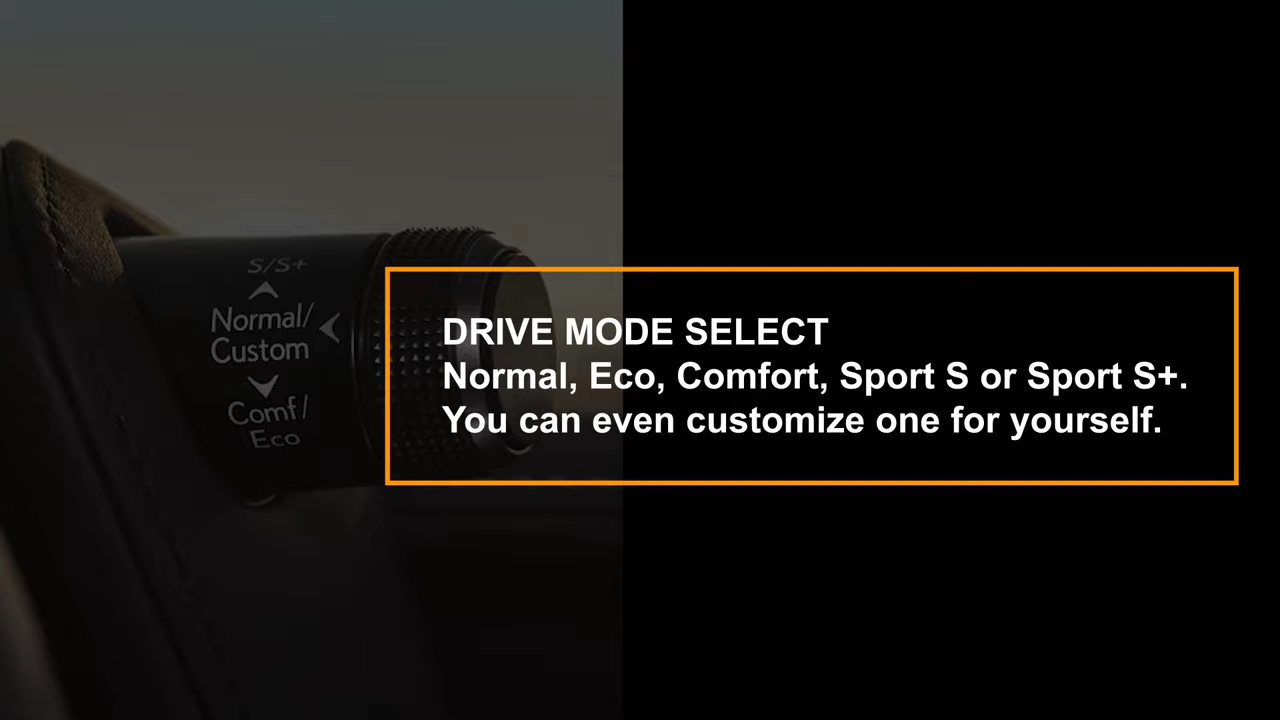 S/S+
Normal/
Custom
Comf/
Eco
DRIVE MODE SELECT
Normal, Eco, Comfort, Sport S or Sport S+.
You can even customize one for yourself.